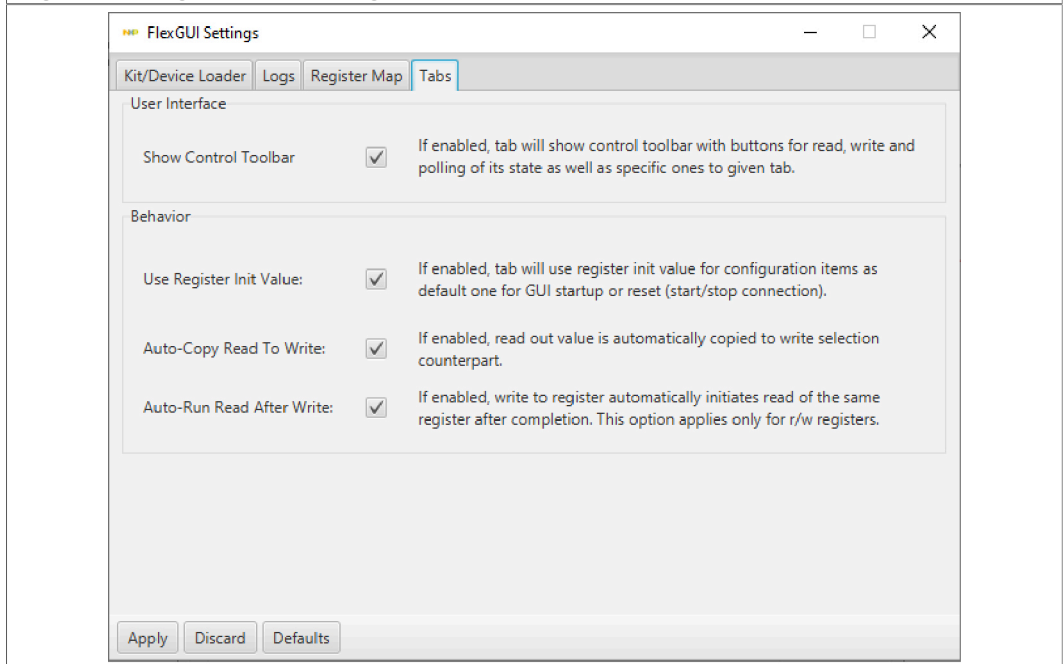 FlexGUI Settings
Kit/Device Loader Logs Register Map Tabs
User Interface
Show Control Toolbar
If enabled, tab will show control toolbar with buttons for read, write and
polling of its state as well as specific ones to given tab.
Behavior
Use Register Init Value:
If enabled, tab will use register init value for configuration items as
default one for GUI startup or reset (start/stop connection).
Auto-Copy Read To Write:
If enabled, read out value is automatically copied to write selection
counterpart.
Auto-Run Read After Write:
If enabled, write to register automatically initiates read of the same
register after completion. This option applies only for r/w registers.
Apply Discard Defaults